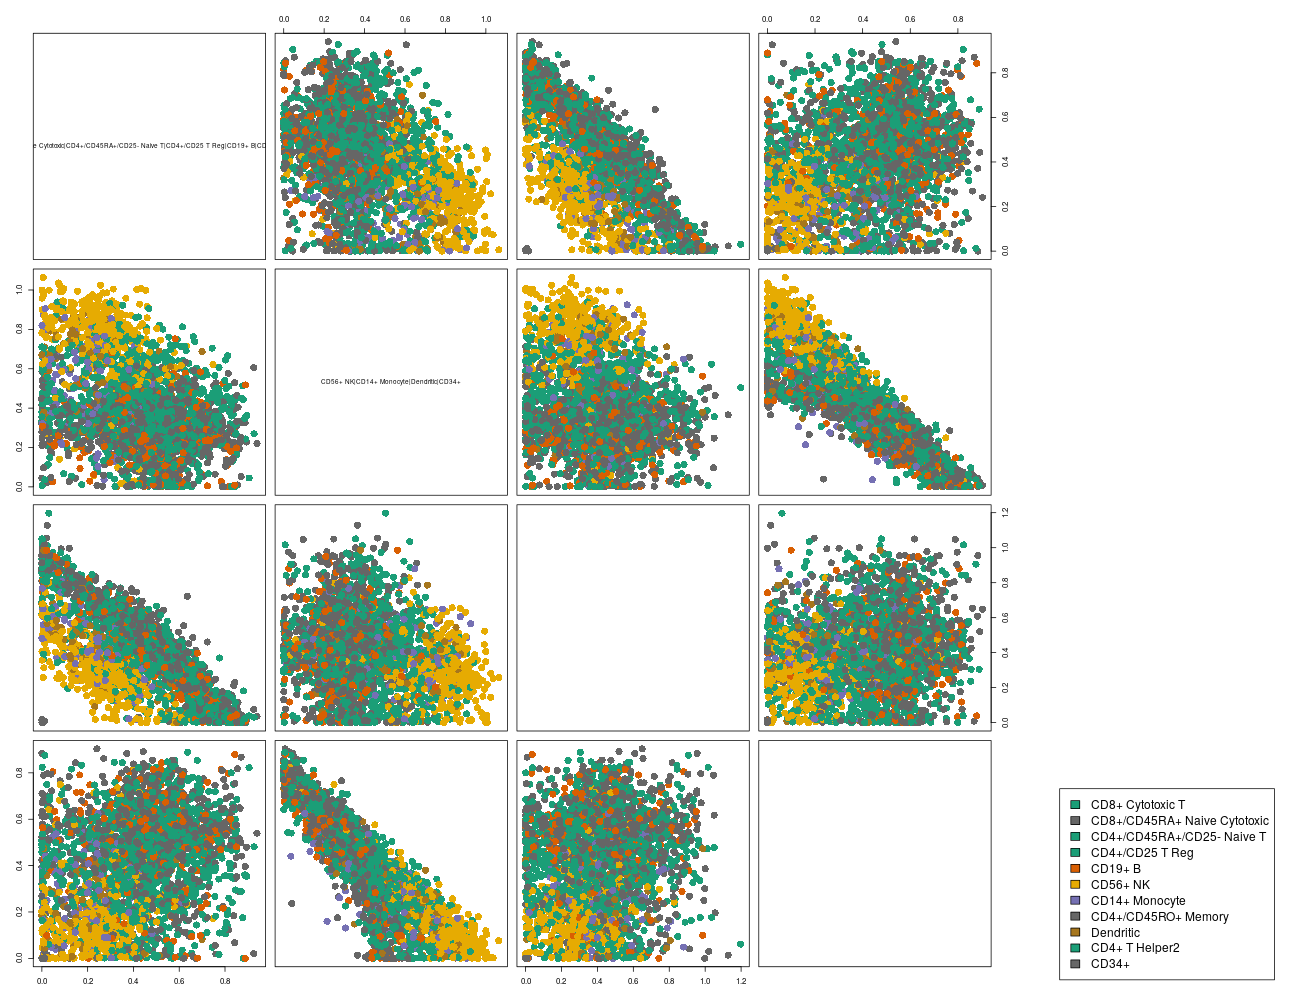 0.0 0.2 0.4 0.6 0.8 1.0
0.0 0.2 0.4 0.6 0.8
e Cytotoxic|CD4+/CD45RA+/CD25- Naive T|CD4+/CD25 T Reg|CD19+ B|CD
0.0 0.2 0.4 0.6 0.8
0.0 0.2 0.4 0.6 0.8 1.0
CD56+ NK|CD14+ Monocyte|Dendritic|CD34+
0.0 0.2 0.4 0.6 0.8 1.0 1.2
0.0 0.2 0.4 0.6 0.8
0.0 0.2 0.4 0.6 0.8
0.0 0.2 0.4 0.6 0.8 1.0 1.2
CD8+ Cytotoxic T
CD8+/CD45RA+ Naive Cytotoxic
CD4+/CD45RA+/CD25- Naive T
CD4+/CD25 T Reg
CD19+ B
CD56+ NK
CD14+ Monocyte
CD4+/CD45RO+ Memory
Dendritic
CD4+ T Helper2
CD34+